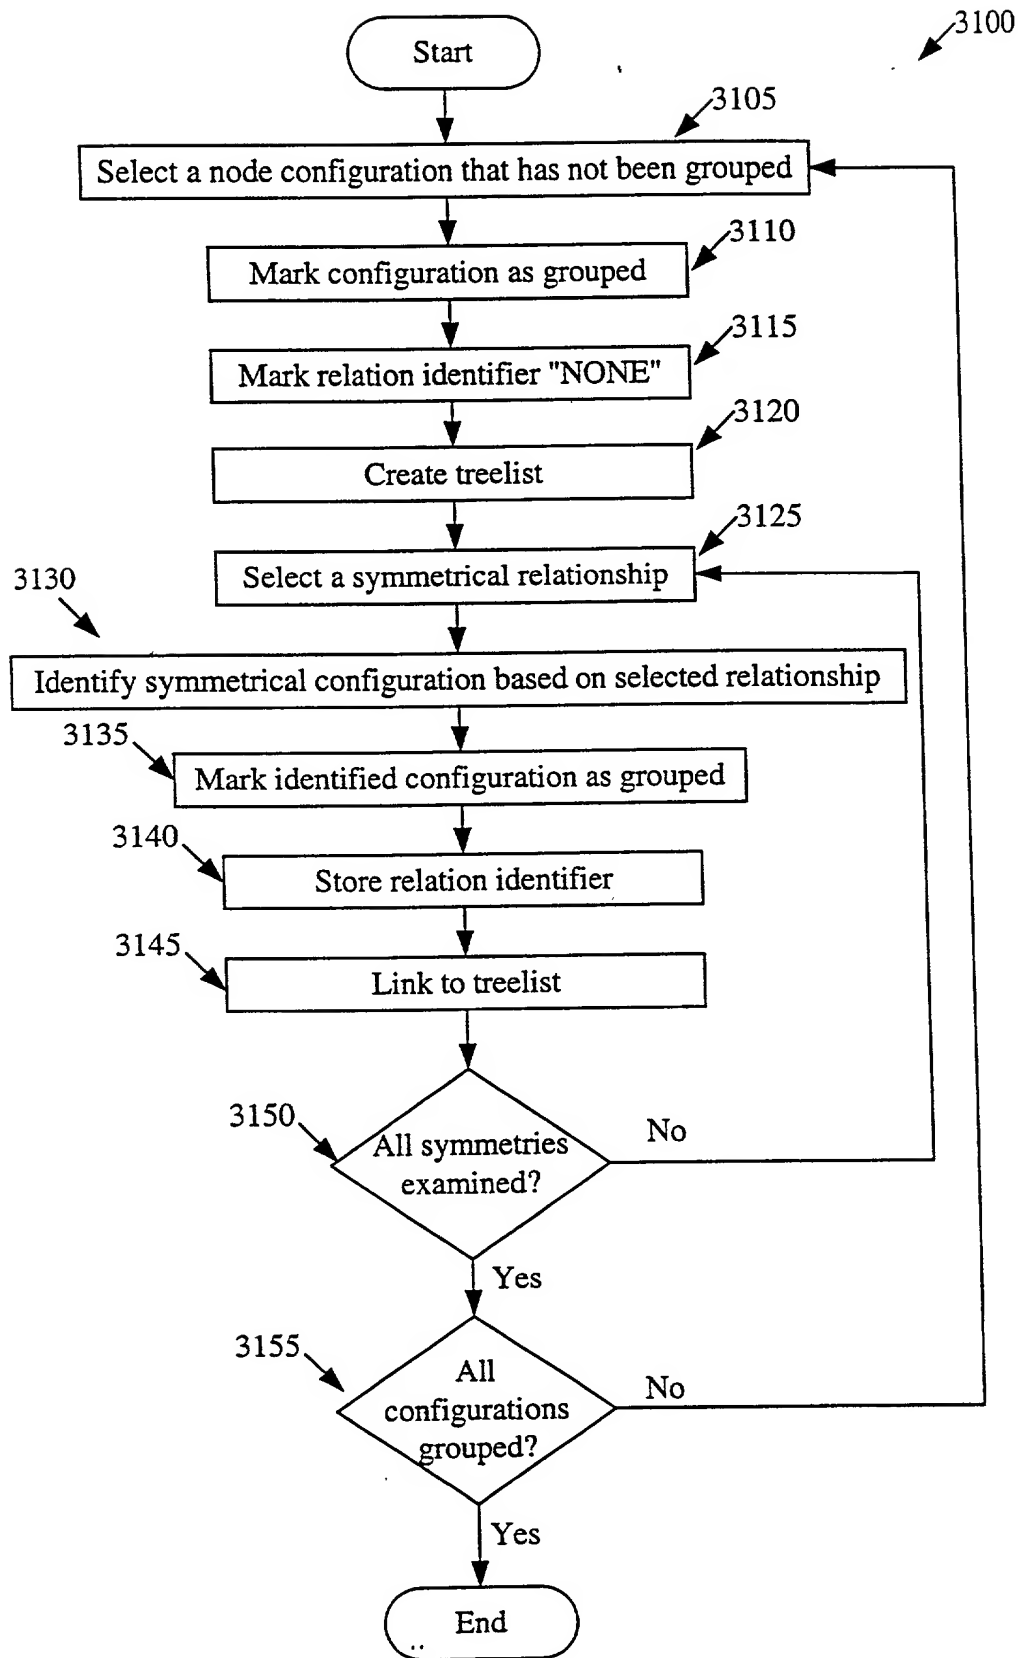 3100
Start
3105
Select a node configuration that has not been grouped
3110
Mark configuration as grouped
3115
Mark relation identifier "NONE"
3120
Create treelist
3125
Select a symmetrical relationship
3130
Identify symmetrical configuration based on selected relationship
3135
Mark identified configuration as grouped
3140
Store relation identifier
3145
Link to treelist
3150
All symmetries
examined?
No
Yes
3155
All
configurations
grouped?
No
Yes
End